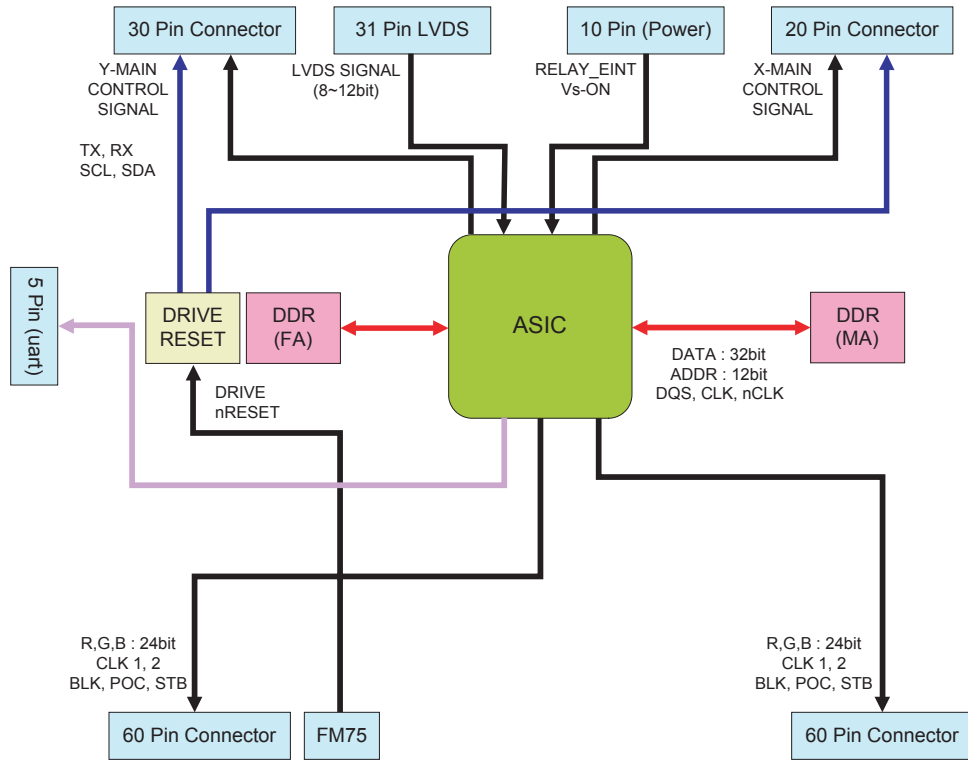 30 Pin Connector
31 Pin LVDS
10 Pin (Power)
20 Pin Connector
Y-MAIN
CONTROL
SIGNAL
LVDS SIGNAL
(8~12bit)
RELAY_EINT
Vs-ON
X-MAIN
CONTROL
SIGNAL
TX, RX
SCL, SDA
5 Pin (uart)
DRIVE
RESET
DDR
(FA)
ASIC
DDR
(MA)
DATA : 32bit
ADDR : 12bit
DQS, CLK, nCLK
DRIVE
nRESET
R,G,B : 24bit
CLK 1, 2
BLK, POC, STB
R,G,B : 24bit
CLK 1, 2
BLK, POC, STB
60 Pin Connector
FM75
60 Pin Connector